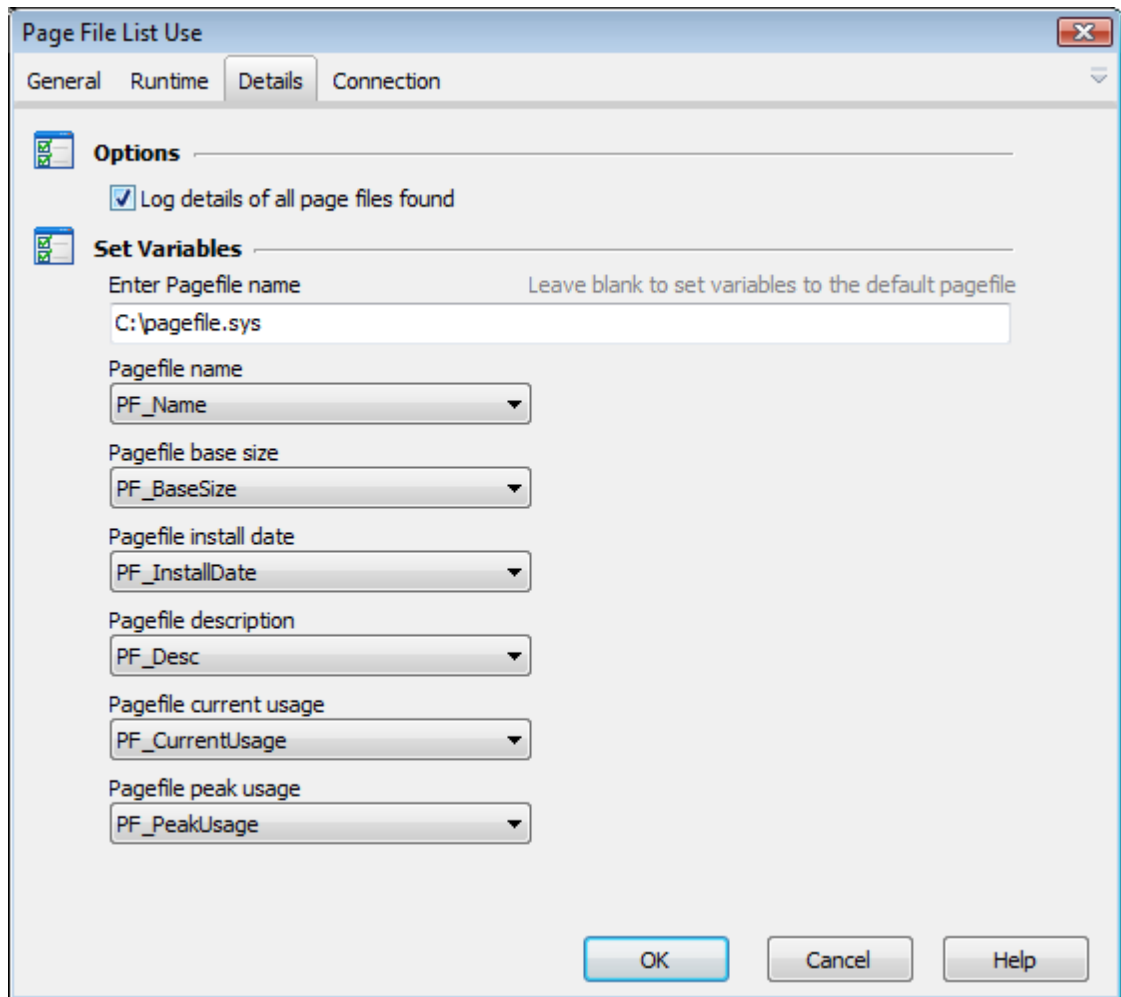 Page File List Use
General Runtime Details Connection
Options
Log details of all page files found
Set Variables
Enter Pagefile name Leave blank to set variables to the default pagefile
C:\pagefile.sys
Pagefile name
PF_Name
Pagefile base size
PF_BaseSize
Pagefile install date
PF_InstallDate
Pagefile description
PF_Desc
Pagefile current usage
PF_CurrentUsage
Pagefile peak usage
PF_PeakUsage
OK Cancel Help